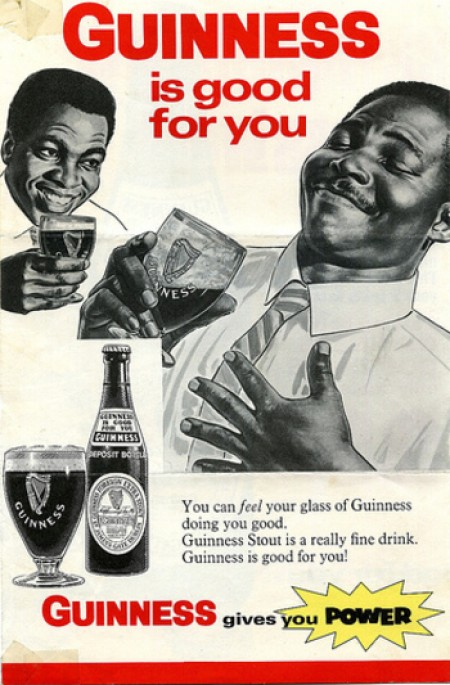 GUINNESS
is good
for you
GUINNESS
GUINNESS
IS GOOD
FOR YOU
GUINNESS
DEPOSIT BOTTLE
GUINNESS
You can feel your glass of Guinness
doing you good.
Guinness Stout is a really fine drink.
Guinness is good for you!
GUINNESS gives you POWER